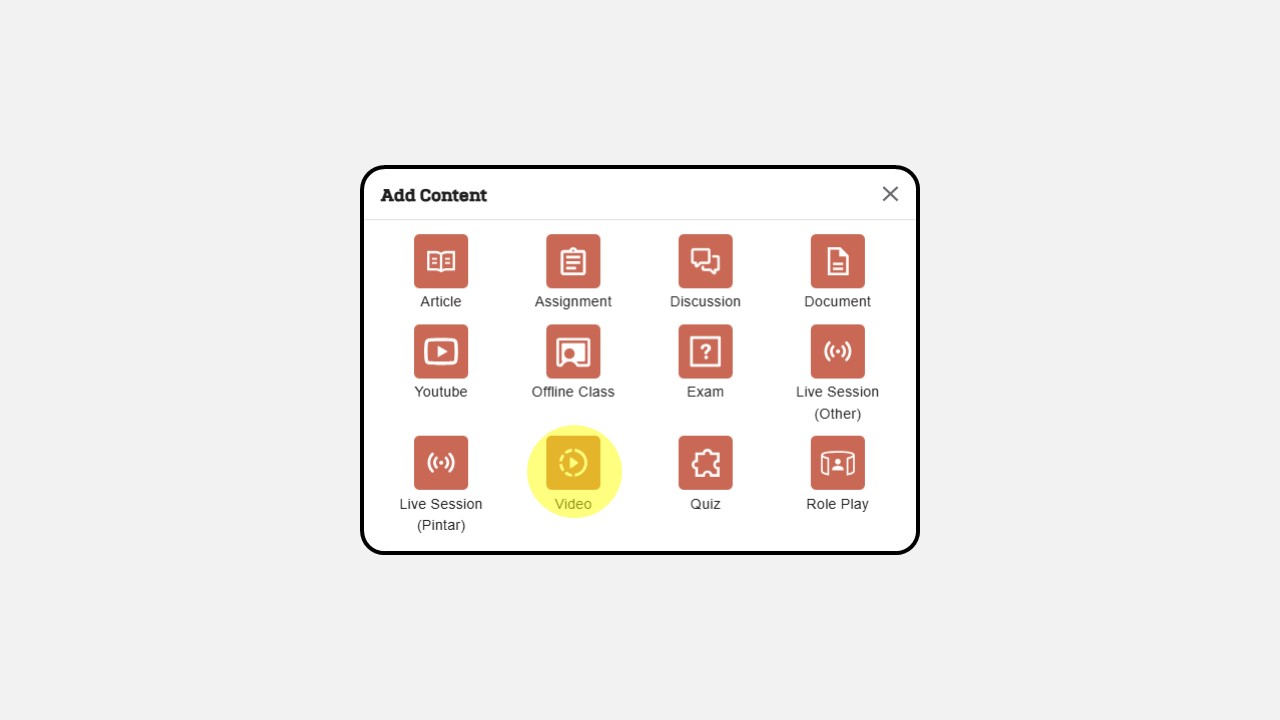 Add Content
Article
Assignment
Discussion
Document
Youtube
Offline Class
Exam
Live Session
(Other)
Live Session
(Pintar)
Video
Quiz
Role Play